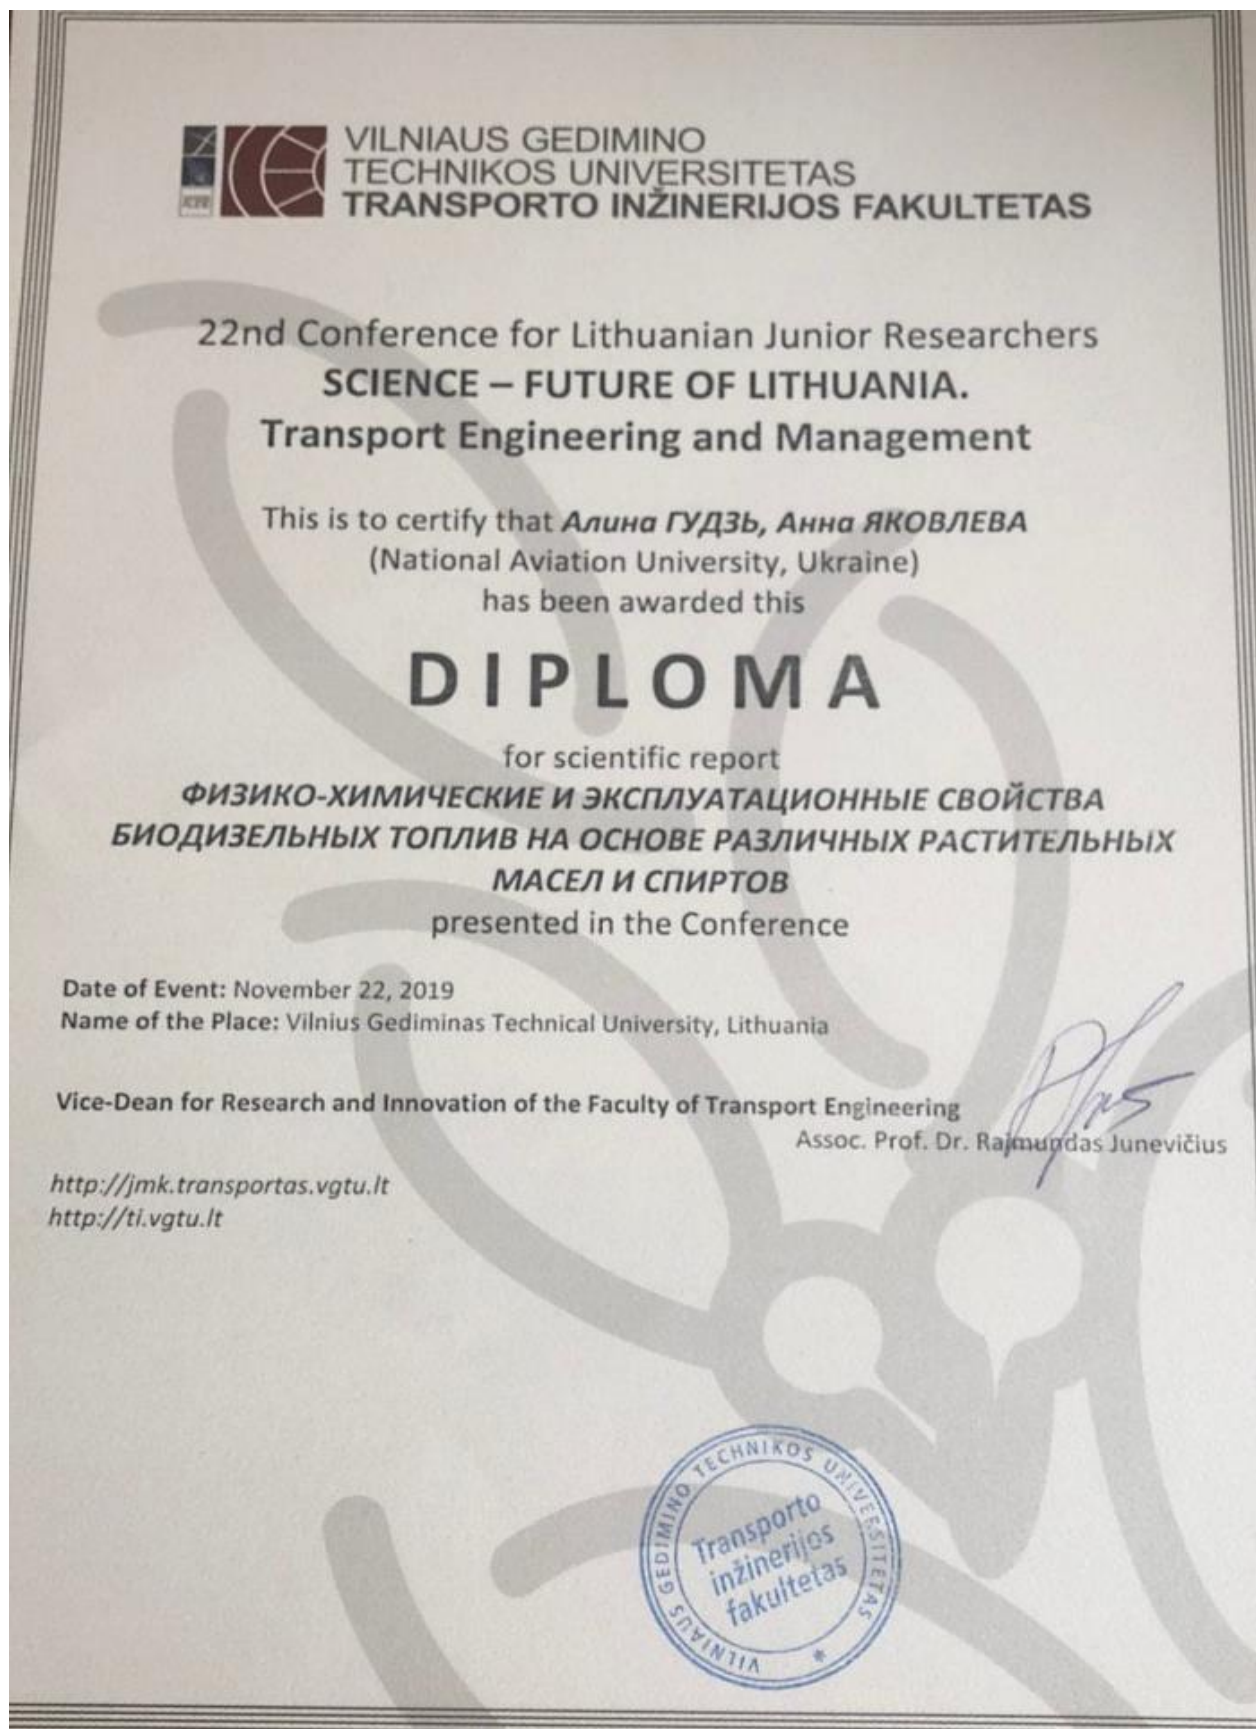 VILNIAUS GEDIMINO
TECHNIKOS UNIVERSITETAS
TRANSPORTO INŽINERIJOS FAKULTETAS
22nd Conference for Lithuanian Junior Researchers
SCIENCE – FUTURE OF LITHUANIA.
Transport Engineering and Management
This is to certify that Алина ГУДЗЬ, Анна ЯКОВЛЕВА
(National Aviation University, Ukraine)
has been awarded this
DIPLOMA
for scientific report
ФИЗИКО-ХИМИЧЕСКИЕ И ЭКСПЛУАТАЦИОННЫЕ СВОЙСТВА
БИОДИЗЕЛЬНЫХ ТОПЛИВ НА ОСНОВЕ РАЗЛИЧНЫХ РАСТИТЕЛЬНЫХ
МАСЕЛ И СПИРТОВ
presented in the Conference
Date of Event: November 22, 2019
Name of the Place: Vilnius Gediminas Technical University, Lithuania
Vice-Dean for Research and Innovation of the Faculty of Transport Engineering
Assoc. Prof. Dr. Rajmundas Junevičius
http://jmk.transportas.vgtu.lt
http://ti.vgtu.lt
VILNIAUS GEDIMINO TECHNIKOS UNIVERSITETAS *
Transporto
inžinerijos
fakultetas